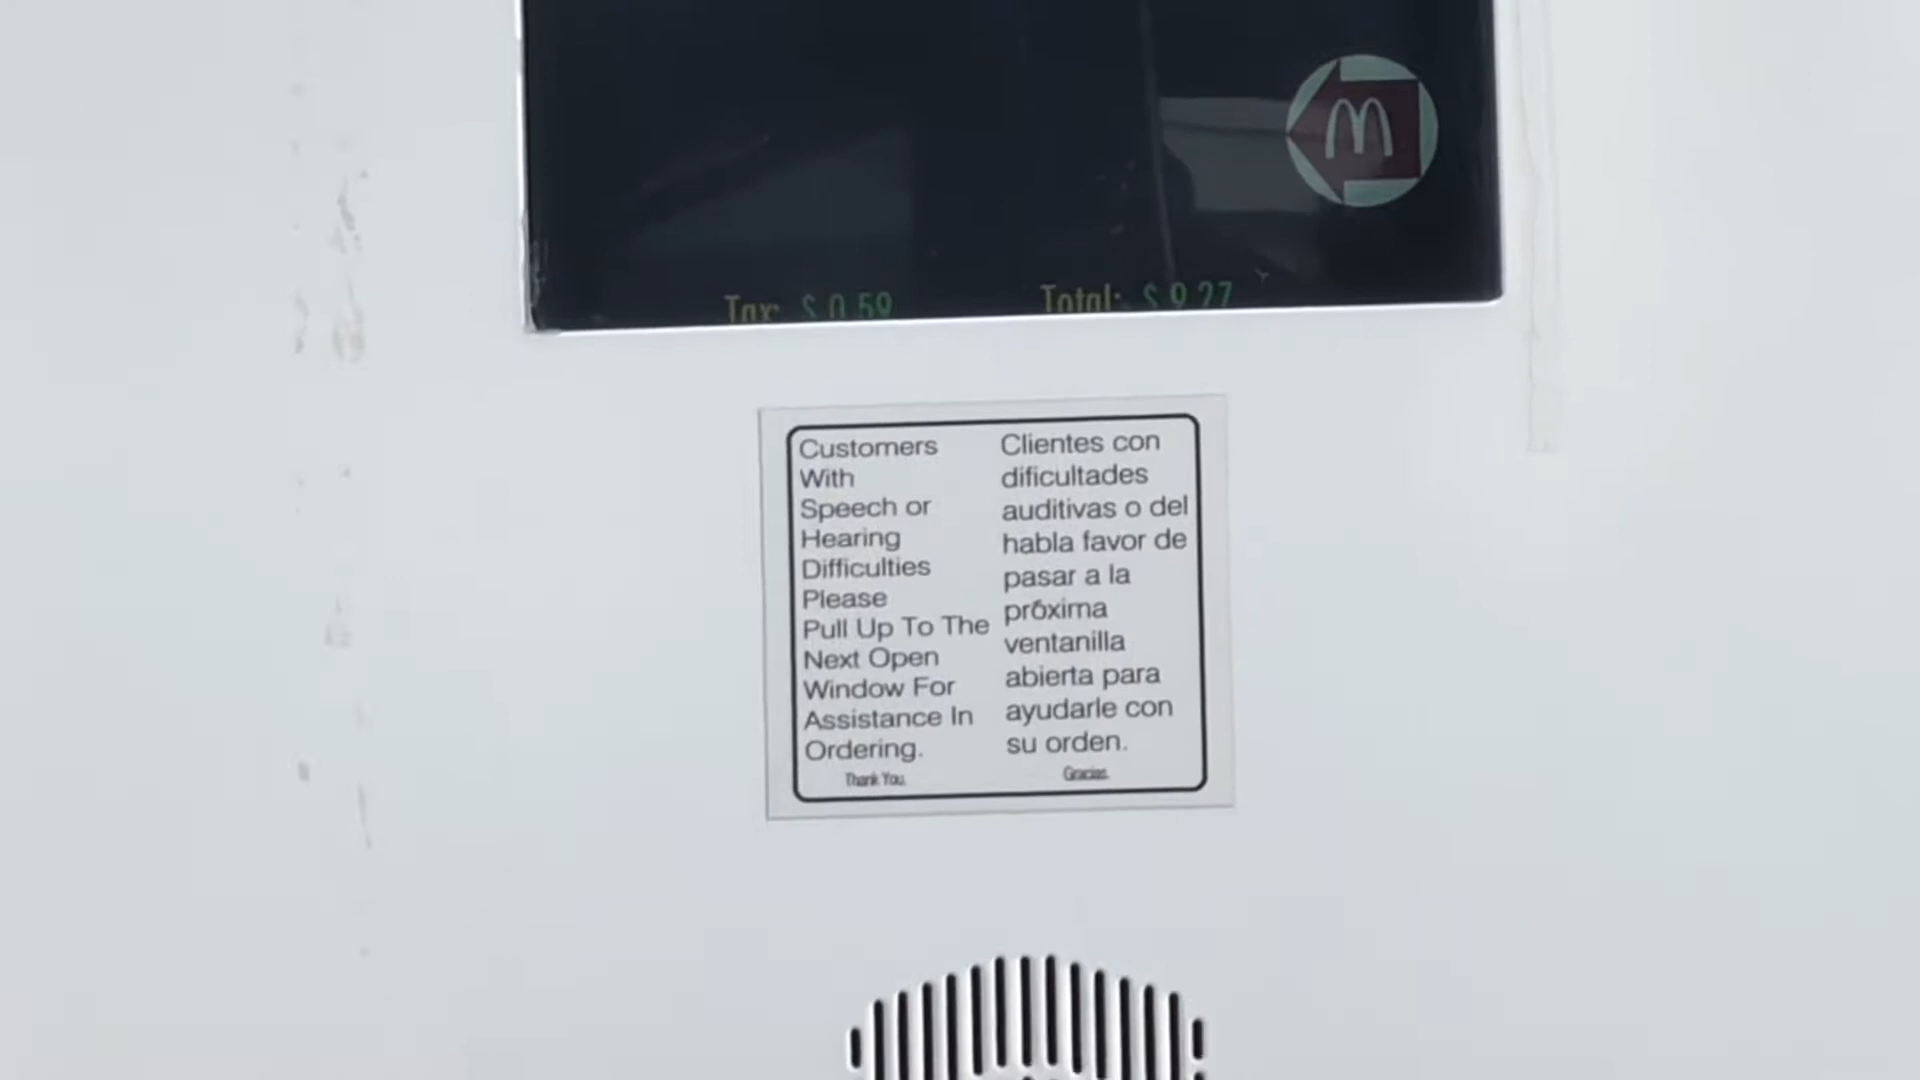 Tax: $ 0.59 Total: $ 9.27
Customers
With
Speech or
Hearing
Difficulties
Please
Pull Up To The
Next Open
Window For
Assistance In
Ordering.
Thank You.
Clientes con
dificultades
auditivas o del
habla favor de
pasar a la
próxima
ventanilla
abierta para
ayudarle con
su orden.
Gracias.